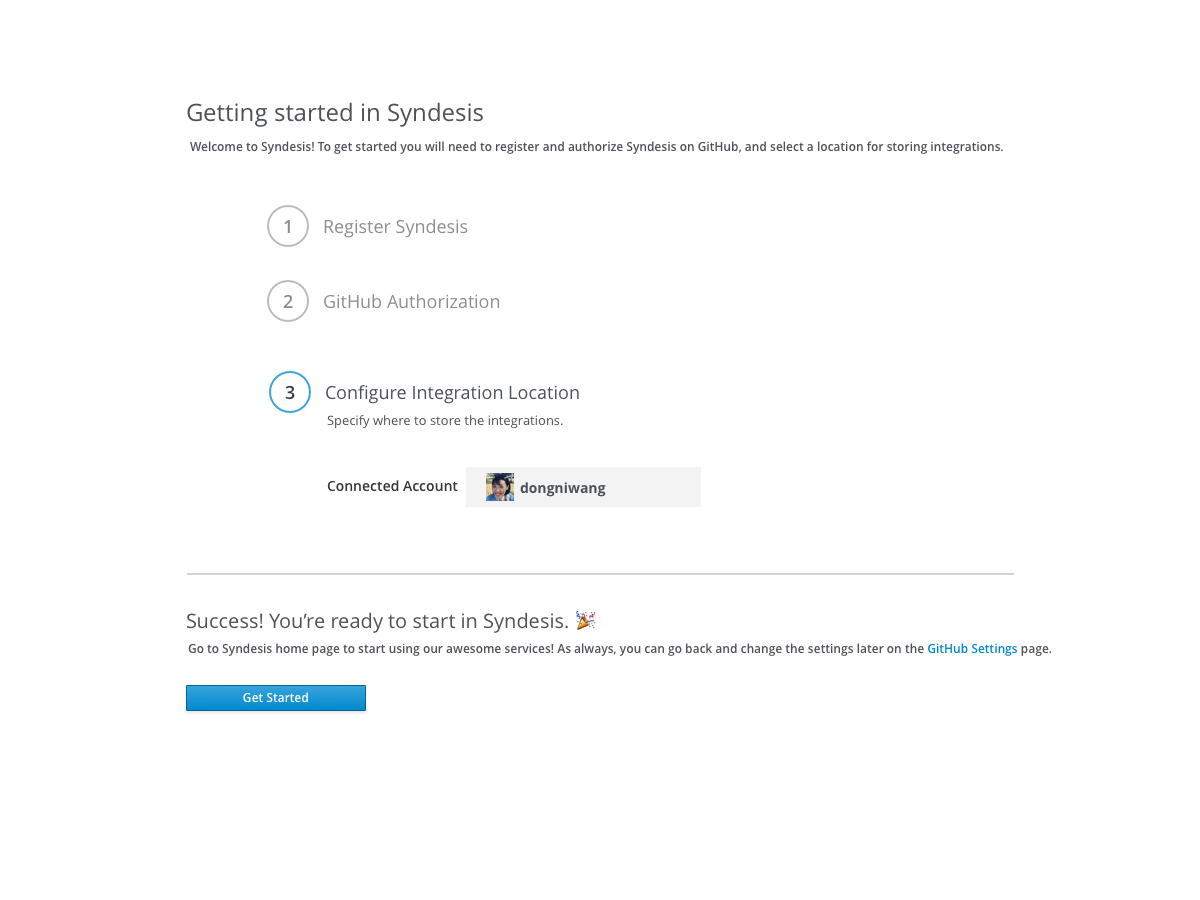 Getting started in Syndesis
Welcome to Syndesis! To get started you will need to register and authorize Syndesis on GitHub, and select a location for storing integrations.
1 Register Syndesis
2 GitHub Authorization
3 Configure Integration Location
Specify where to store the integrations.
Connected Account dongniwang
Success! You’re ready to start in Syndesis. 🎉
Go to Syndesis home page to start using our awesome services! As always, you can go back and change the settings later on the GitHub Settings page.
Get Started